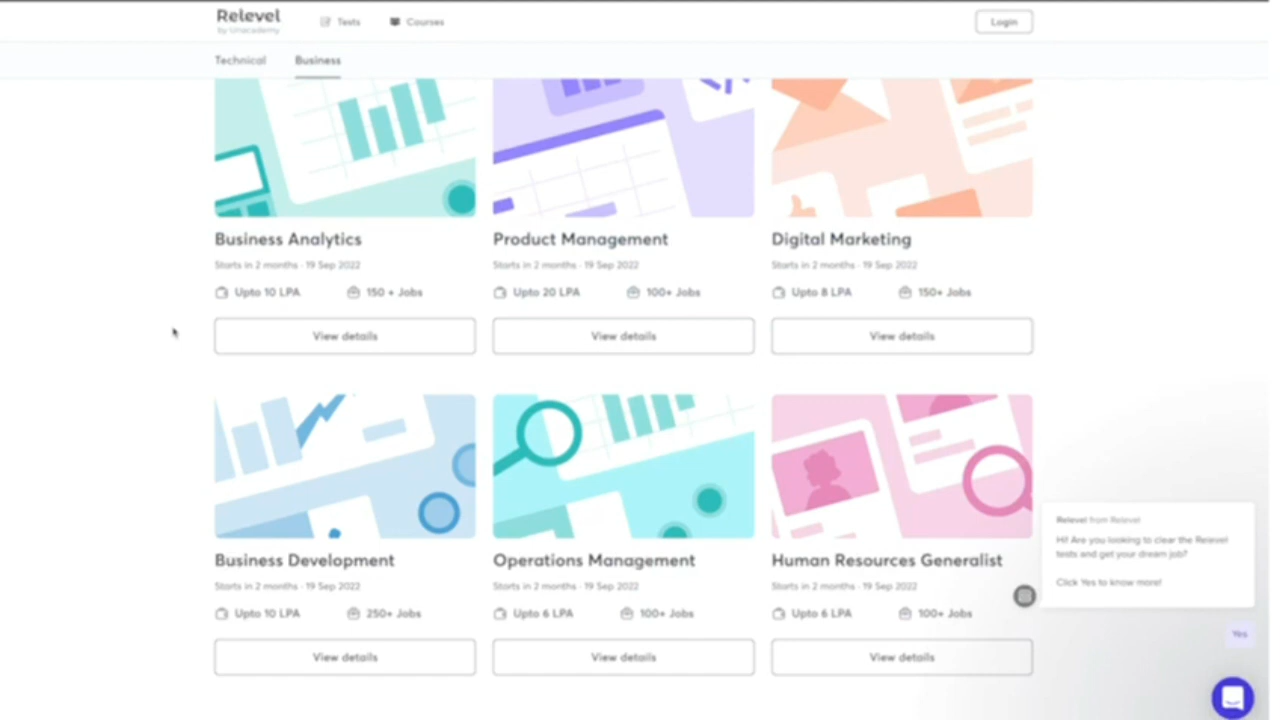 Relevel
by Unacademy
Tests
Courses
Login
Technical
Business
Business Analytics
Starts in 2 months · 19 Sep 2022
Upto 10 LPA
150 + Jobs
View details
Product Management
Starts in 2 months · 19 Sep 2022
Upto 20 LPA
100+ Jobs
View details
Digital Marketing
Starts in 2 months · 19 Sep 2022
Upto 8 LPA
150+ Jobs
View details
Business Development
Starts in 2 months · 19 Sep 2022
Upto 10 LPA
250+ Jobs
View details
Operations Management
Starts in 2 months · 19 Sep 2022
Upto 6 LPA
100+ Jobs
View details
Human Resources Generalist
Starts in 2 months · 19 Sep 2022
Upto 6 LPA
100+ Jobs
View details
Relevel from Relevel
Hi! Are you looking to clear the Relevel
tests and get your dream job?
Click Yes to know more!
Yes